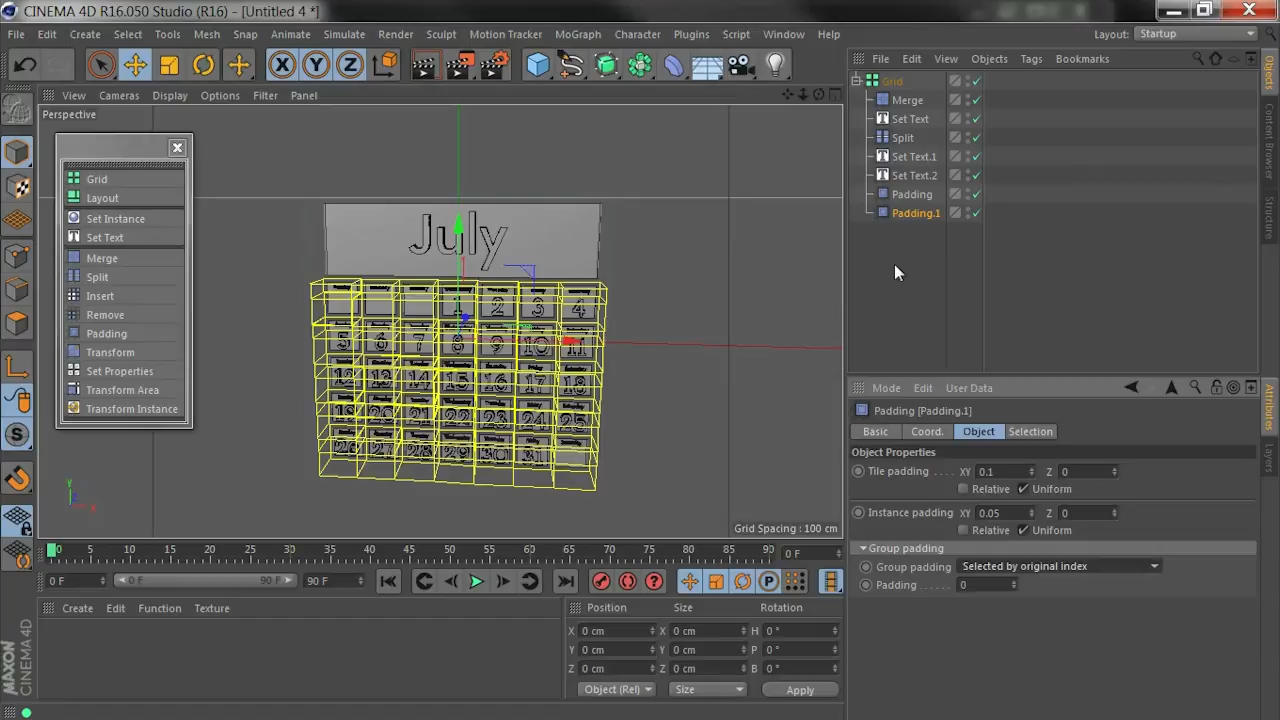 CINEMA 4D R16.050 Studio (R16) - [Untitled 4 *]
File Edit Create Select Tools Mesh Snap Animate Simulate Render Sculpt Motion Tracker MoGraph Character Plugins Script Window Help
Layout: Startup
X Y Z
View Cameras Display Options Filter Panel
Perspective
Grid
Layout
Set Instance
Set Text
Merge
Split
Insert
Remove
Padding
Transform
Set Properties
Transform Area
Transform Instance
July
1 2 3 4
5 6 7 8 9 10 11
12 13 14 15 16 17 18
19 20 21 22 23 24 25
26 27 28 29 30 31
Y
X
Grid Spacing : 100 cm
0 5 10 15 20 25 30 35 40 45 50 55 60 65 70 75 80 85 90 0 F
0 F 0 F 90 F 90 F
Create Edit Function Texture
Position Size Rotation
X 0 cm X 0 cm H 0 °
Y 0 cm Y 0 cm P 0 °
Z 0 cm Z 0 cm B 0 °
Object (Rel) Size Apply
MAXON
CINEMA 4D
File Edit View Objects Tags Bookmarks
Grid
Merge
Set Text
Split
Set Text.1
Set Text.2
Padding
Padding.1
Objects
Content Browser
Structure
Mode Edit User Data
Padding [Padding.1]
Basic Coord. Object Selection
Object Properties
Tile padding . . . . XY 0.1 Z 0
Relative Uniform
Instance padding XY 0.05 Z 0
Relative Uniform
Group padding
Group padding Selected by original index
Padding . . . . . 0
Attributes
Layers